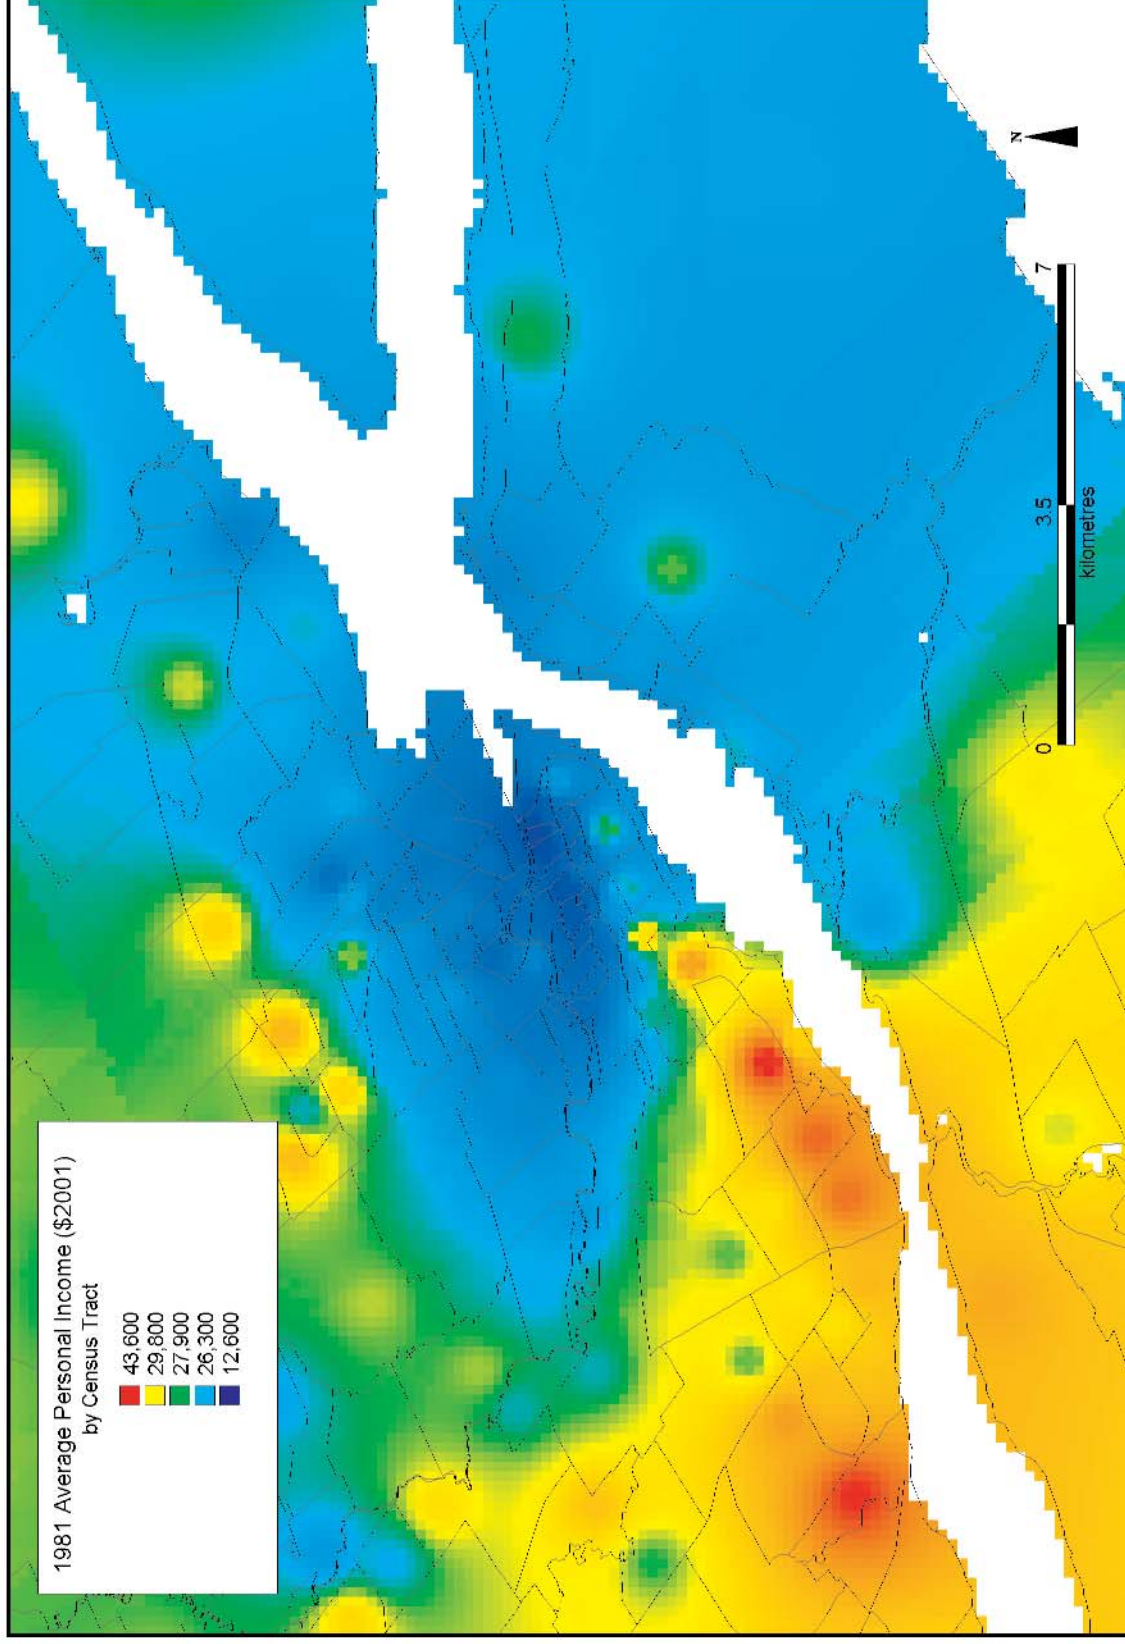 1981 Average Personal Income ($2001)
by Census Tract
43,600
29,800
27,900
26,300
12,600
N
0 3.5 7
kilometres